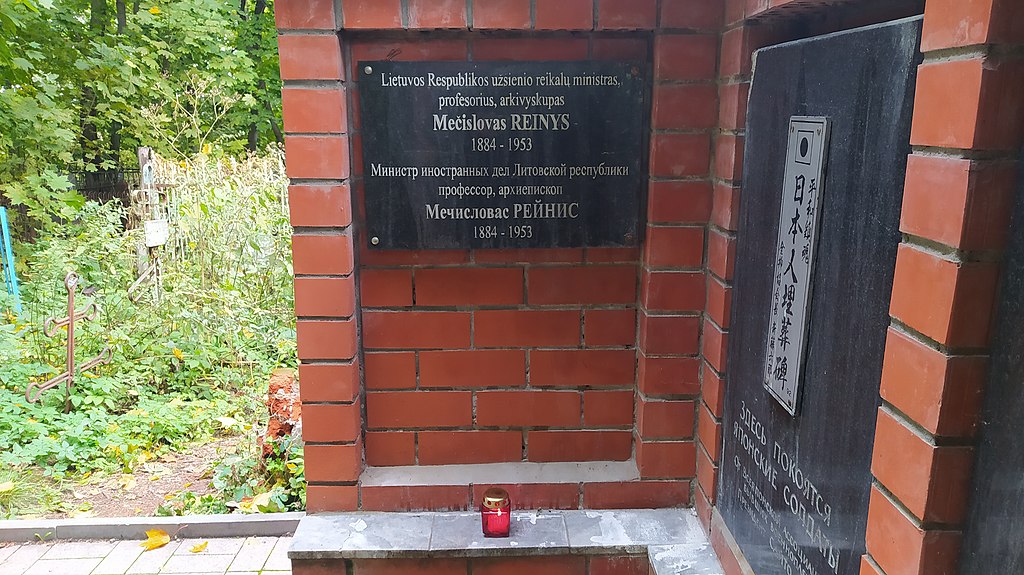 Lietuvos Respublikos užsienio reikalų ministras,
profesorius, arkivyskupas
Mečislovas REINYS
1884 - 1953
Министр иностранных дел Литовской республики
профессор, архиепископ
Мечисловас РЕЙНИС
1884 - 1953
日本人埋葬碑
ЗДЕСЬ ПОКОЯТСЯ
ЯПОНСКИЕ СОЛДАТЫ